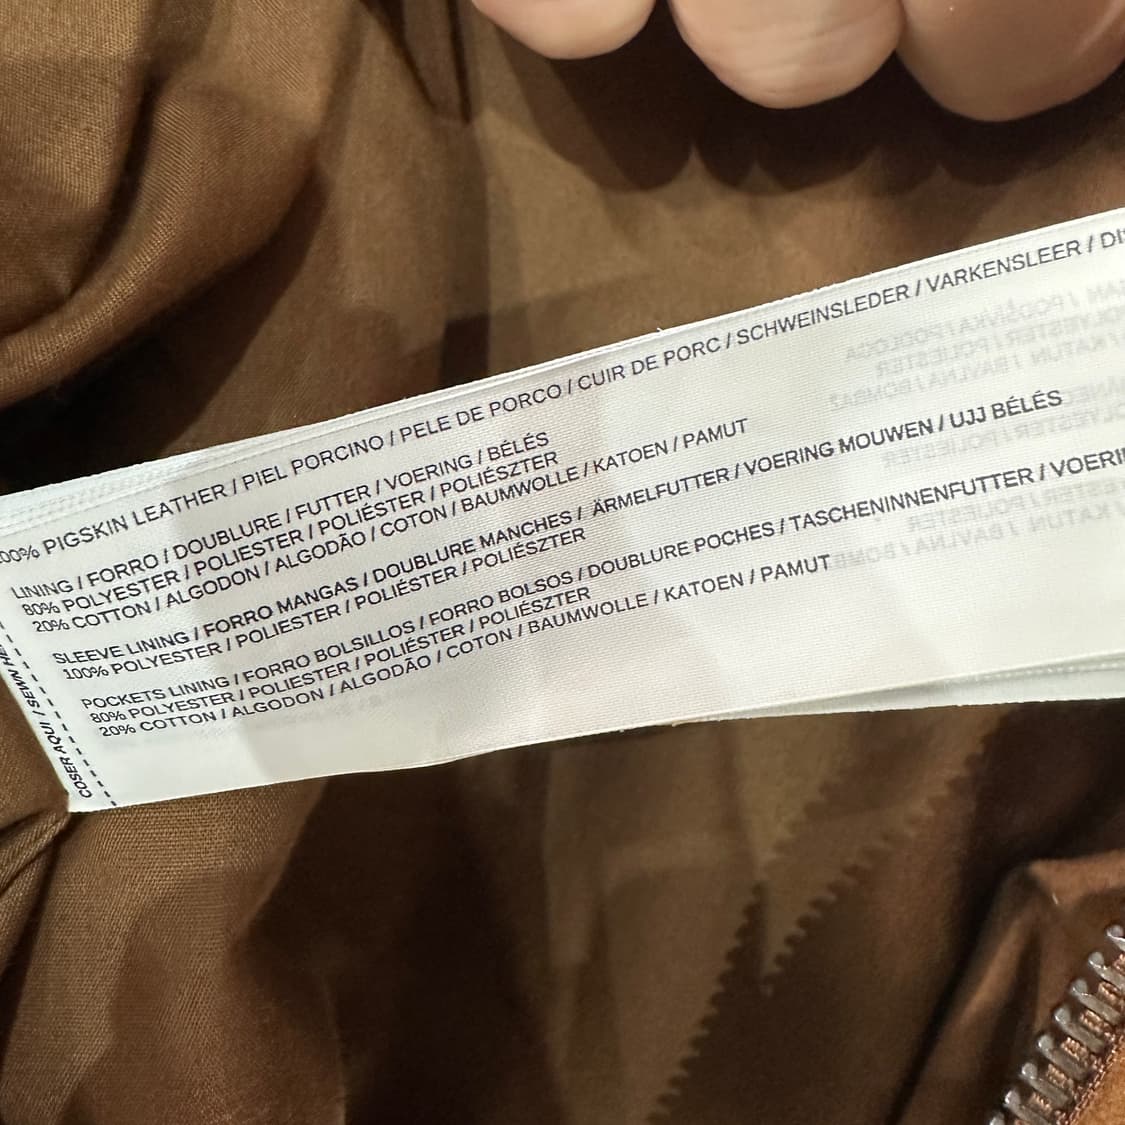 00% PIGSKIN LEATHER / PIEL PORCINO / PELE DE PORCO / CUIR DE PORC / SCHWEINSLEDER / VARKENSLEER /
LINING / FORRO / DOUBLURE / FUTTER / VOERING / BÉLÉS
80% POLYESTER / POLIESTER / POLIÉSTER / POLIÉSZTER
20% COTTON / ALGODON / ALGODÃO / COTON / BAUMWOLLE / KATOEN / PAMUT
SLEEVE LINING / FORRO MANGAS / DOUBLURE MANCHES / ÄRMELFUTTER / VOERING MOUWEN / UJJ BÉLÉS
100% POLYESTER / POLIESTER / POLIÉSTER / POLIÉSZTER
POCKETS LINING / FORRO BOLSILLOS / FORRO BOLSOS / DOUBLURE POCHES / TASCHENINNENFUTTER /
80% POLYESTER / POLIESTER / POLIÉSTER / POLIÉSZTER
20% COTTON / ALGODON / ALGODÃO / COTON / BAUMWOLLE / KATOEN / PAMUT
COSER AQUI / SEWN